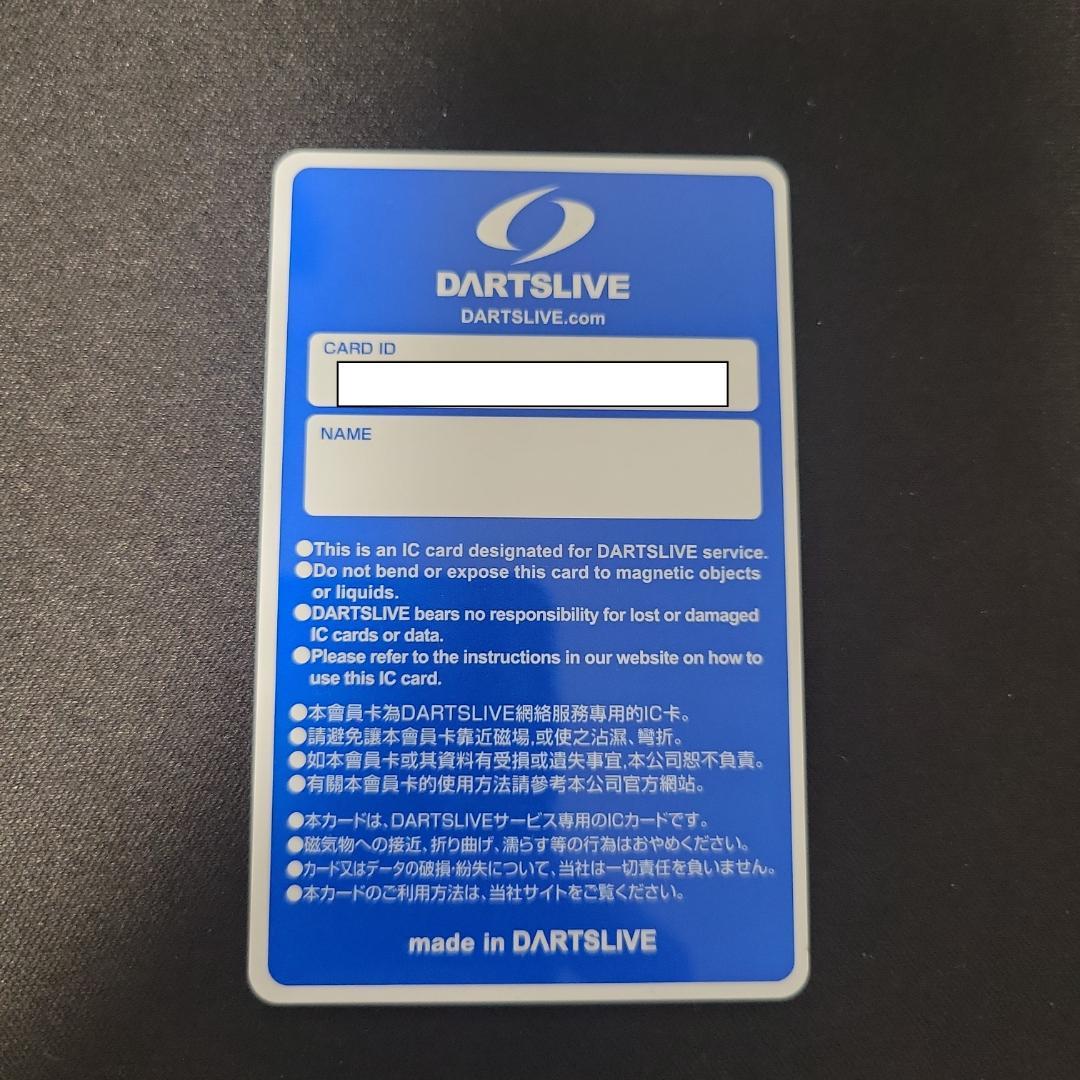 DARTSLIVE
DARTSLIVE.com
CARD ID
NAME
●This is an IC card designated for DARTSLIVE service.
●Do not bend or expose this card to magnetic objects
or liquids.
●DARTSLIVE bears no responsibility for lost or damaged
IC cards or data.
●Please refer to the instructions in our website on how to
use this IC card.
●本會員卡為DARTSLIVE網絡服務專用的IC卡。
●請避免讓本會員卡靠近磁場,或使之沾濕、彎折。
●如本會員卡或其資料有受損或遺失事宜,本公司恕不負責。
●有關本會員卡的使用方法請參考本公司官方網站。
●本カードは、DARTSLIVEサービス専用のICカードです。
●磁気物への接近、折り曲げ、濡らす等の行為はおやめください。
●カード又はデータの破損・紛失について、当社は一切責任を負いません。
●本カードのご利用方法は、当社サイトをご覧ください。
made in DARTSLIVE